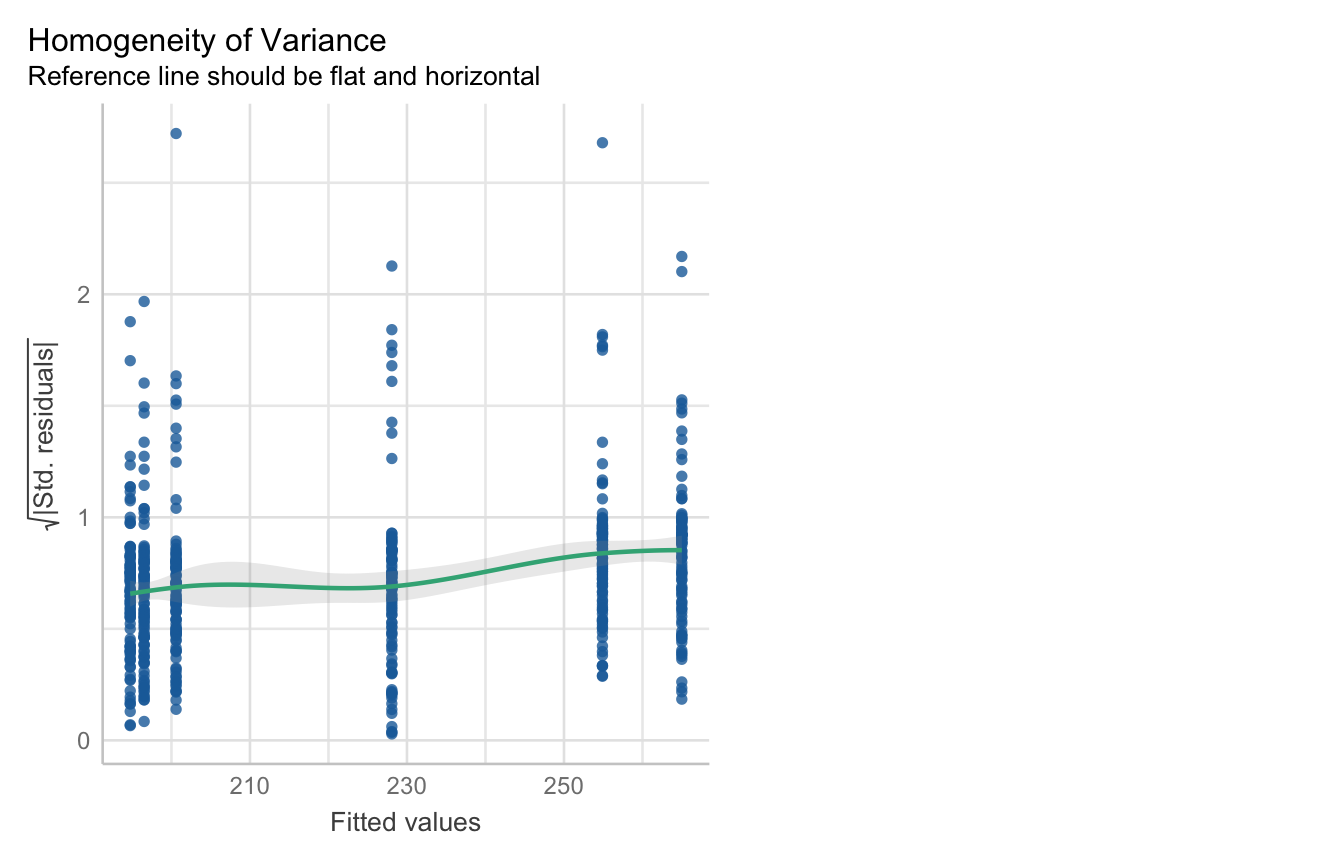 Homogeneity of Variance
Reference line should be flat and horizontal
√|Std. residuals|
2
1
0
210
230
250
Fitted values